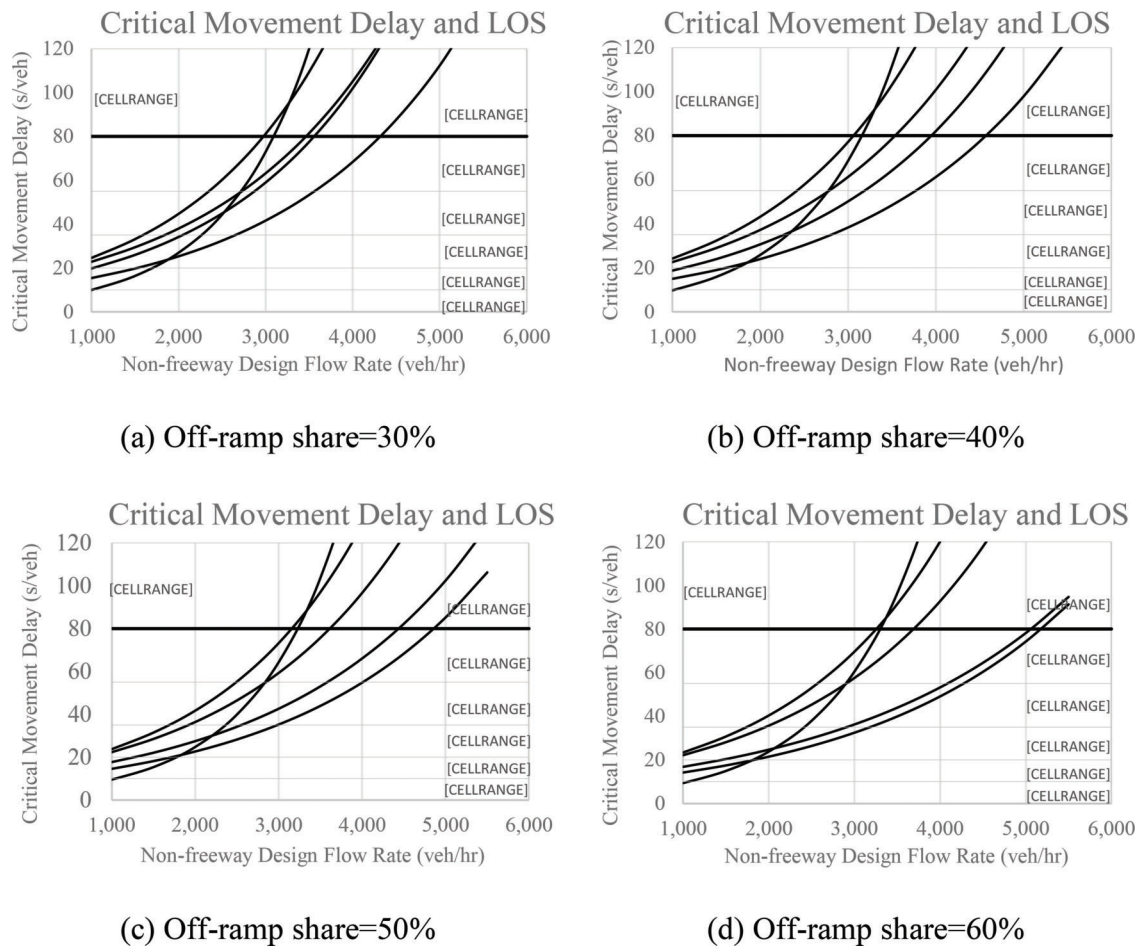 Critical Movement Delay and LOS
Critical Movement Delay (s/veh)
120
100
80
60
40
20
0
[CELLRANGE]
[CELLRANGE]
[CELLRANGE]
[CELLRANGE]
[CELLRANGE]
[CELLRANGE]
[CELLRANGE]
1,000 2,000 3,000 4,000 5,000 6,000
Non-freeway Design Flow Rate (veh/hr)
(a) Off-ramp share=30%
Critical Movement Delay and LOS
Critical Movement Delay (s/veh)
120
100
80
60
40
20
0
[CELLRANGE]
[CELLRANGE]
[CELLRANGE]
[CELLRANGE]
[CELLRANGE]
[CELLRANGE]
[CELLRANGE]
1,000 2,000 3,000 4,000 5,000 6,000
Non-freeway Design Flow Rate (veh/hr)
(b) Off-ramp share=40%
Critical Movement Delay and LOS
Critical Movement Delay (s/veh)
120
100
80
60
40
20
0
[CELLRANGE]
[CELLRANGE]
[CELLRANGE]
[CELLRANGE]
[CELLRANGE]
[CELLRANGE]
[CELLRANGE]
1,000 2,000 3,000 4,000 5,000 6,000
Non-freeway Design Flow Rate (veh/hr)
(c) Off-ramp share=50%
Critical Movement Delay and LOS
Critical Movement Delay (s/veh)
120
100
80
60
40
20
0
[CELLRANGE]
[CELLRANGE]
[CELLRANGE]
[CELLRANGE]
[CELLRANGE]
[CELLRANGE]
[CELLRANGE]
1,000 2,000 3,000 4,000 5,000 6,000
Non-freeway Design Flow Rate (veh/hr)
(d) Off-ramp share=60%